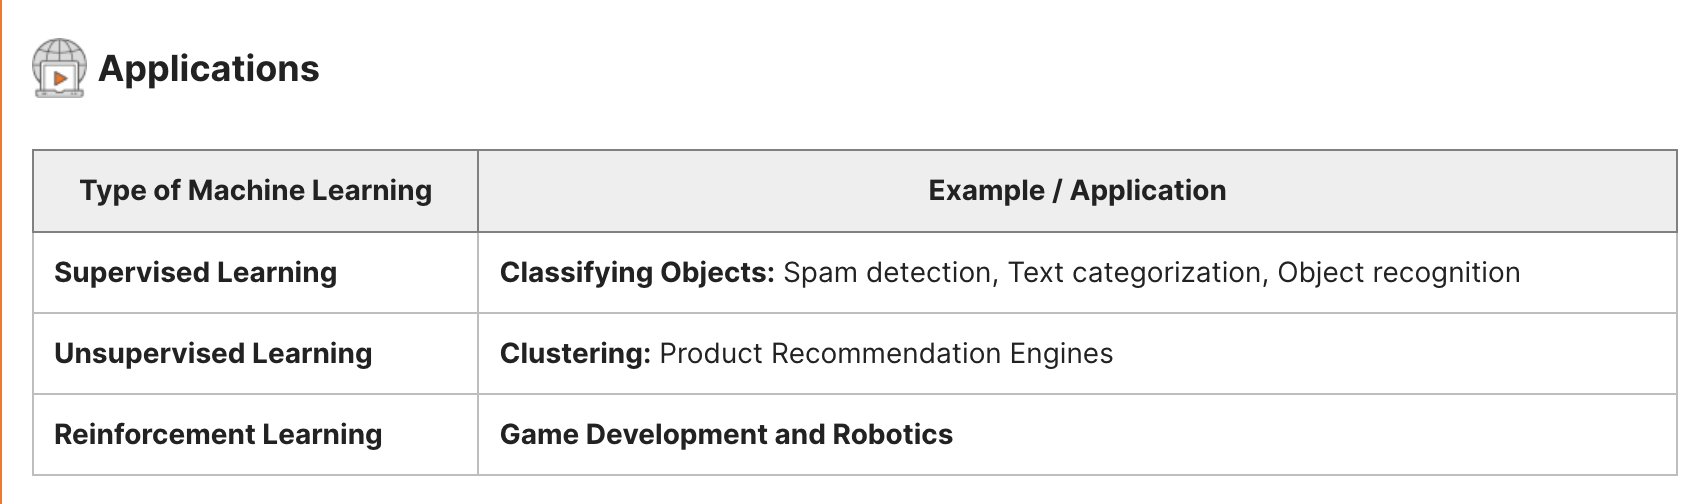 Applications
Type of Machine Learning
Example / Application
Supervised Learning
Classifying Objects: Spam detection, Text categorization, Object recognition
Unsupervised Learning
Clustering: Product Recommendation Engines
Reinforcement Learning
Game Development and Robotics